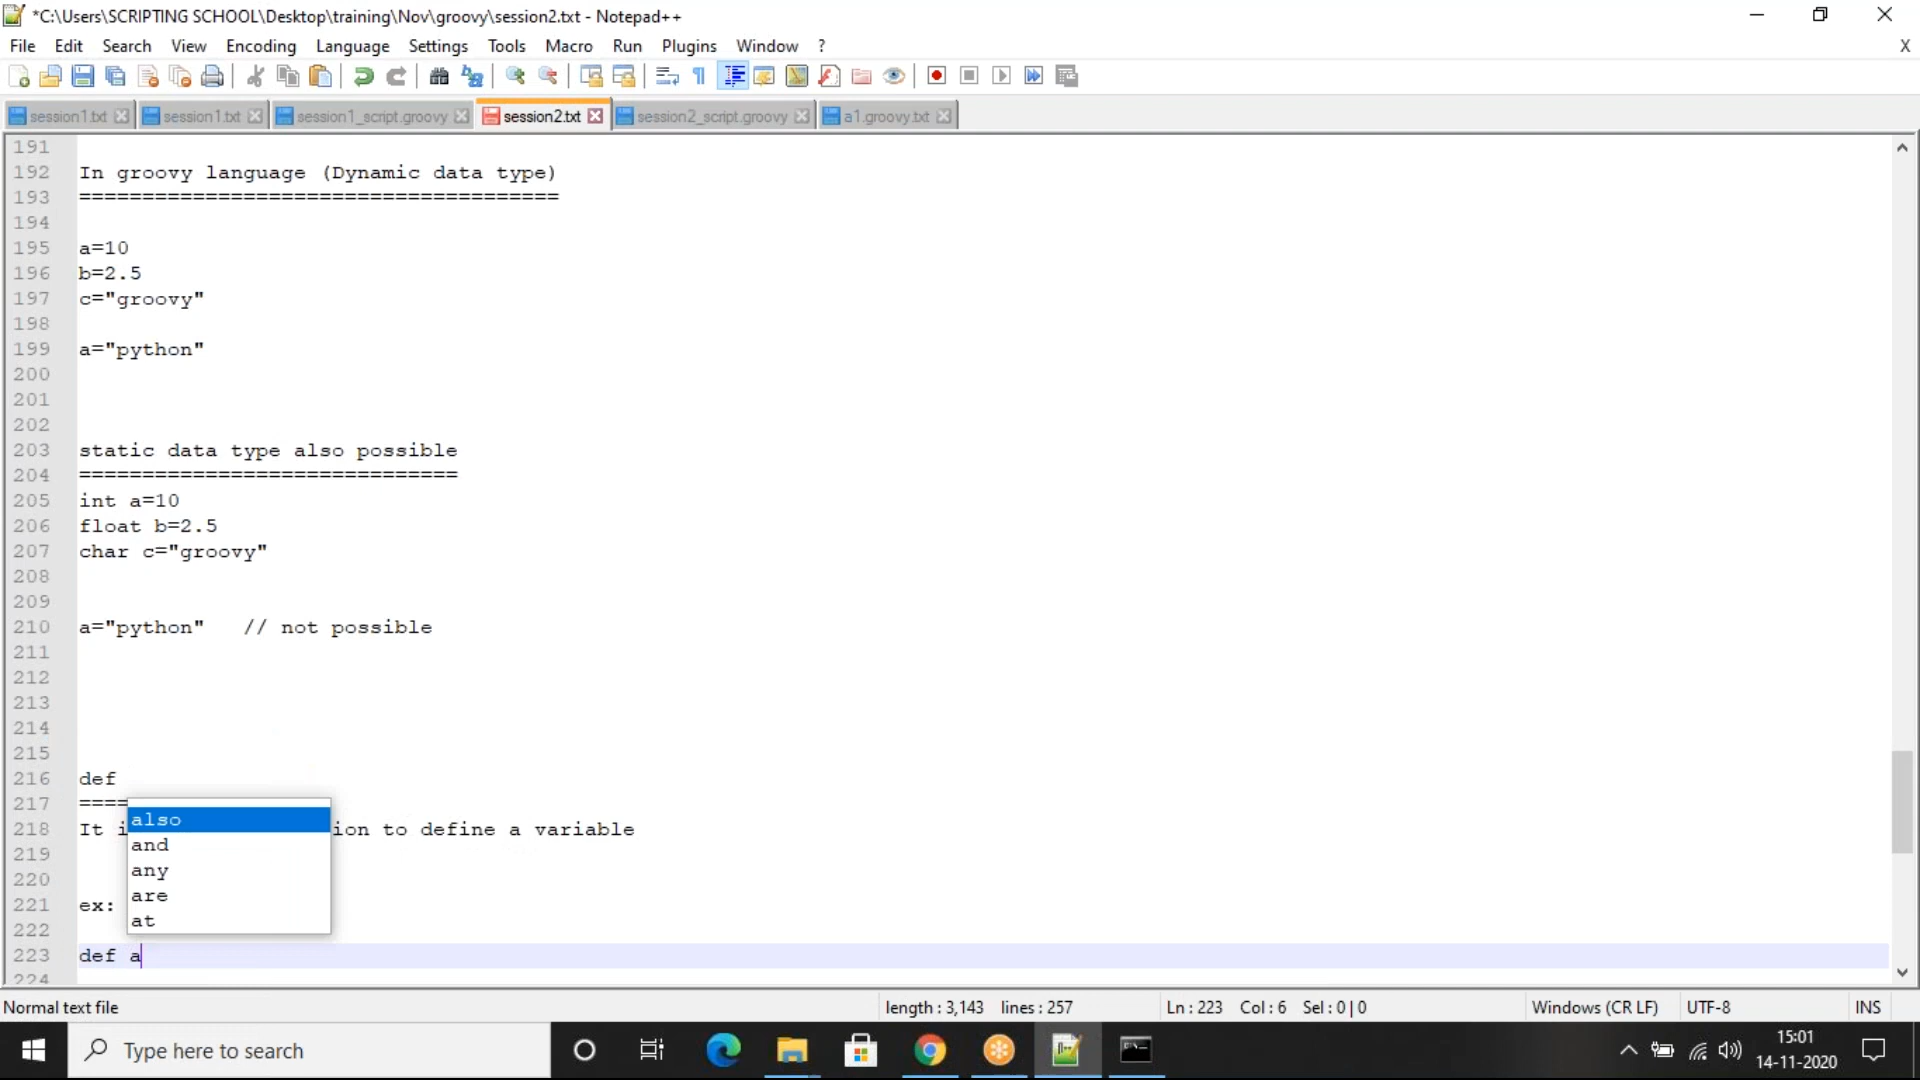 *C:\Users\SCRIPTING SCHOOL\Desktop\training\Nov\groovy\session2.txt - Notepad++
File Edit Search View Encoding Language Settings Tools Macro Run Plugins Window ? X
session1.txt session1.txt session1_script.groovy session2.txt session2_script.groovy a1.groovy.txt
191
192 In groovy language (Dynamic data type)
193 ======================================
194
195 a=10
196 b=2.5
197 c="groovy"
198
199 a="python"
200
201
202
203 static data type also possible
204 ==============================
205 int a=10
206 float b=2.5
207 char c="groovy"
208
209
210 a="python" // not possible
211
212
213
214
215
216 def
217 ====
218 It i ion to define a variable
219
220
221 ex:
222
223 def a
224
also
and
any
are
at
Normal text file length : 3,143 lines : 257 Ln : 223 Col : 6 Sel : 0 | 0 Windows (CR LF) UTF-8 INS
Type here to search
15:01
14-11-2020